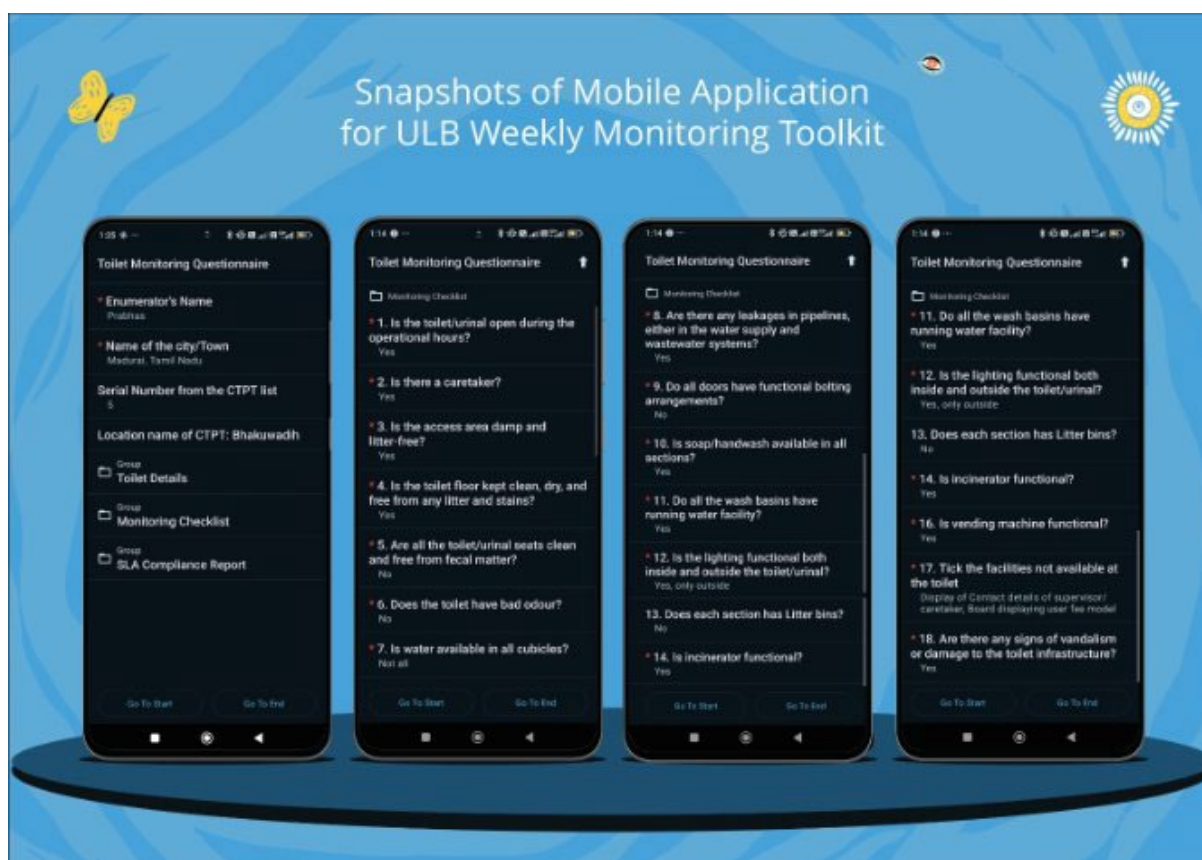 Snapshots of Mobile Application
for ULB Weekly Monitoring Toolkit
1:25
Toilet Monitoring Questionnaire
* Enumerator's Name
Prabhas
* Name of the city/Town
Madurai, Tamil Nadu
Serial Number from the CTPT list
5
Location name of CTPT: Bhakuwadih
Group
Toilet Details
Group
Monitoring Checklist
Group
SLA Compliance Report
Go To Start
Go To End
1:14
Toilet Monitoring Questionnaire
Monitoring Checklist
* 1. Is the toilet/urinal open during the
operational hours?
Yes
* 2. Is there a caretaker?
Yes
* 3. Is the access area damp and
litter-free?
Yes
* 4. Is the toilet floor kept clean, dry, and
free from any litter and stains?
Yes
* 5. Are all the toilet/urinal seats clean
and free from fecal matter?
No
* 6. Does the toilet have bad odour?
No
* 7. Is water available in all cubicles?
Not all
Go To Start
Go To End
1:14
Toilet Monitoring Questionnaire
Monitoring Checklist
* 8. Are there any leakages in pipelines,
either in the water supply and
wastewater systems?
Yes
* 9. Do all doors have functional bolting
arrangements?
No
* 10. Is soap/handwash available in all
sections?
Yes
* 11. Do all the wash basins have
running water facility?
Yes
* 12. Is the lighting functional both
inside and outside the toilet/urinal?
Yes, only outside
13. Does each section has Litter bins?
No
* 14. Is incinerator functional?
Yes
Go To Start
Go To End
1:14
Toilet Monitoring Questionnaire
Monitoring Checklist
* 11. Do all the wash basins have
running water facility?
Yes
* 12. Is the lighting functional both
inside and outside the toilet/urinal?
Yes, only outside
13. Does each section has Litter bins?
No
* 14. Is incinerator functional?
Yes
* 16. Is vending machine functional?
Yes
* 17. Tick the facilities not available at
the toilet
Display of Contact details of supervisor/
caretaker, Board displaying user fee model
* 18. Are there any signs of vandalism
or damage to the toilet infrastructure?
Yes
Go To Start
Go To End